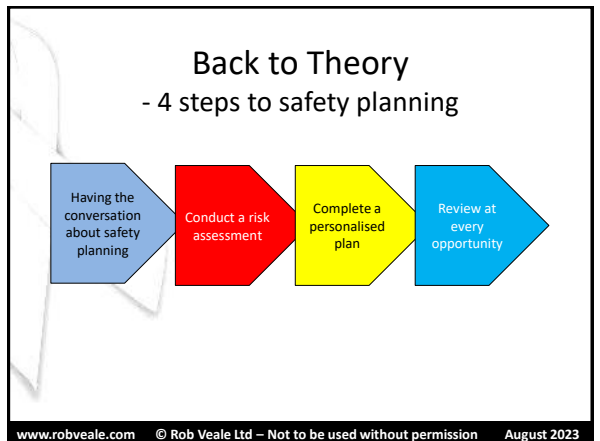 Back to Theory
- 4 steps to safety planning
Having the
conversation
about safety
planning
Conduct a risk
assessment
Complete a
personalised
plan
Review at
every
opportunity
www.robveale.com © Rob Veale Ltd – Not to be used without permission August 2023